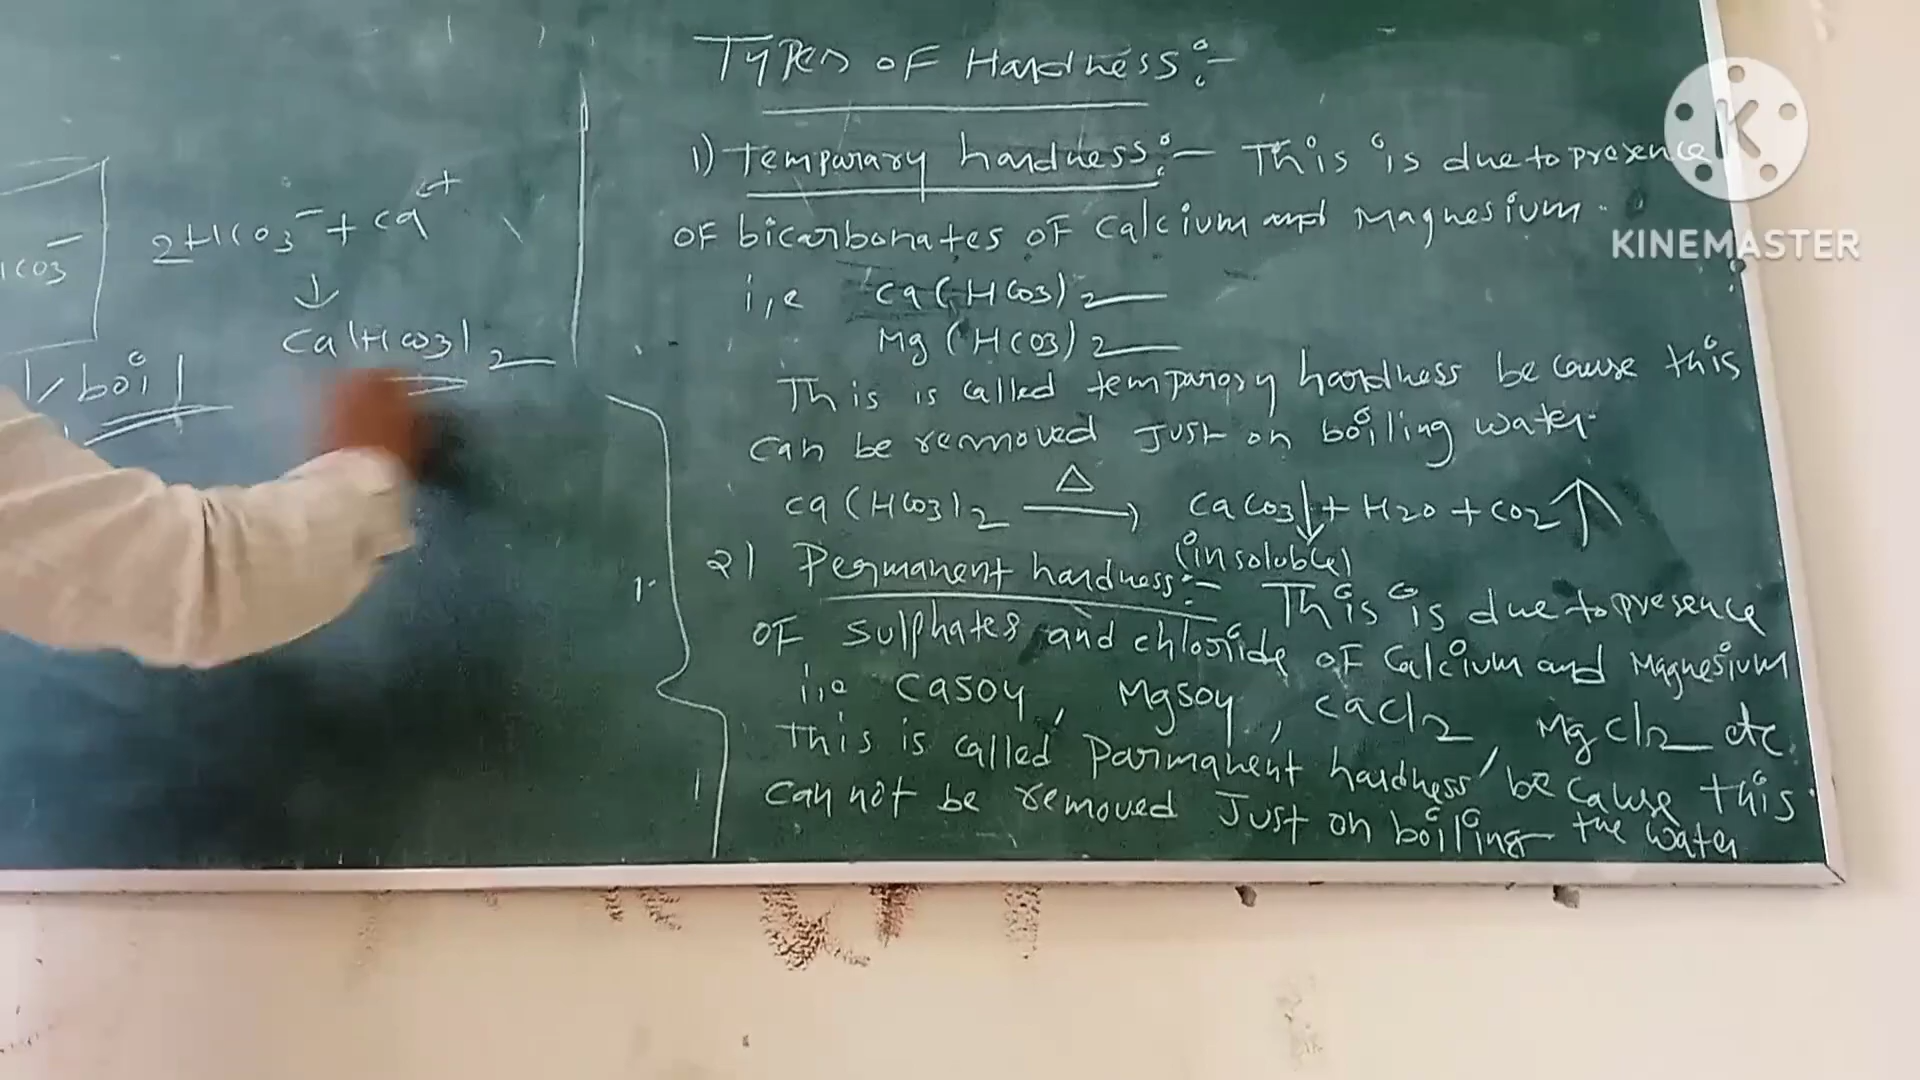 HCO3⁻
2HCO3⁻ + Ca⁺⁺
↓
Ca(HCO3)2
boil
Types of Hardness:-
1) temparary hardness:- This is due to presence
of bicarbonates of calcium and Magnesium.
i,e Ca(HCO3)2
Mg(HCO3)2
This is called temparary hardness because this
can be removed Just on boiling water.
Ca(HCO3)2 —Δ→ CaCO3↓ + H2O + CO2↑
(insoluble)
2) Permanent hardness:- This is due to presence
of sulphates and chloride of Calcium and Magnesium
i,e CaSO4, MgSO4, CaCl2, MgCl2 etc
This is called Parmanent hardness because this
can not be removed Just on boiling the water
KINEMASTER